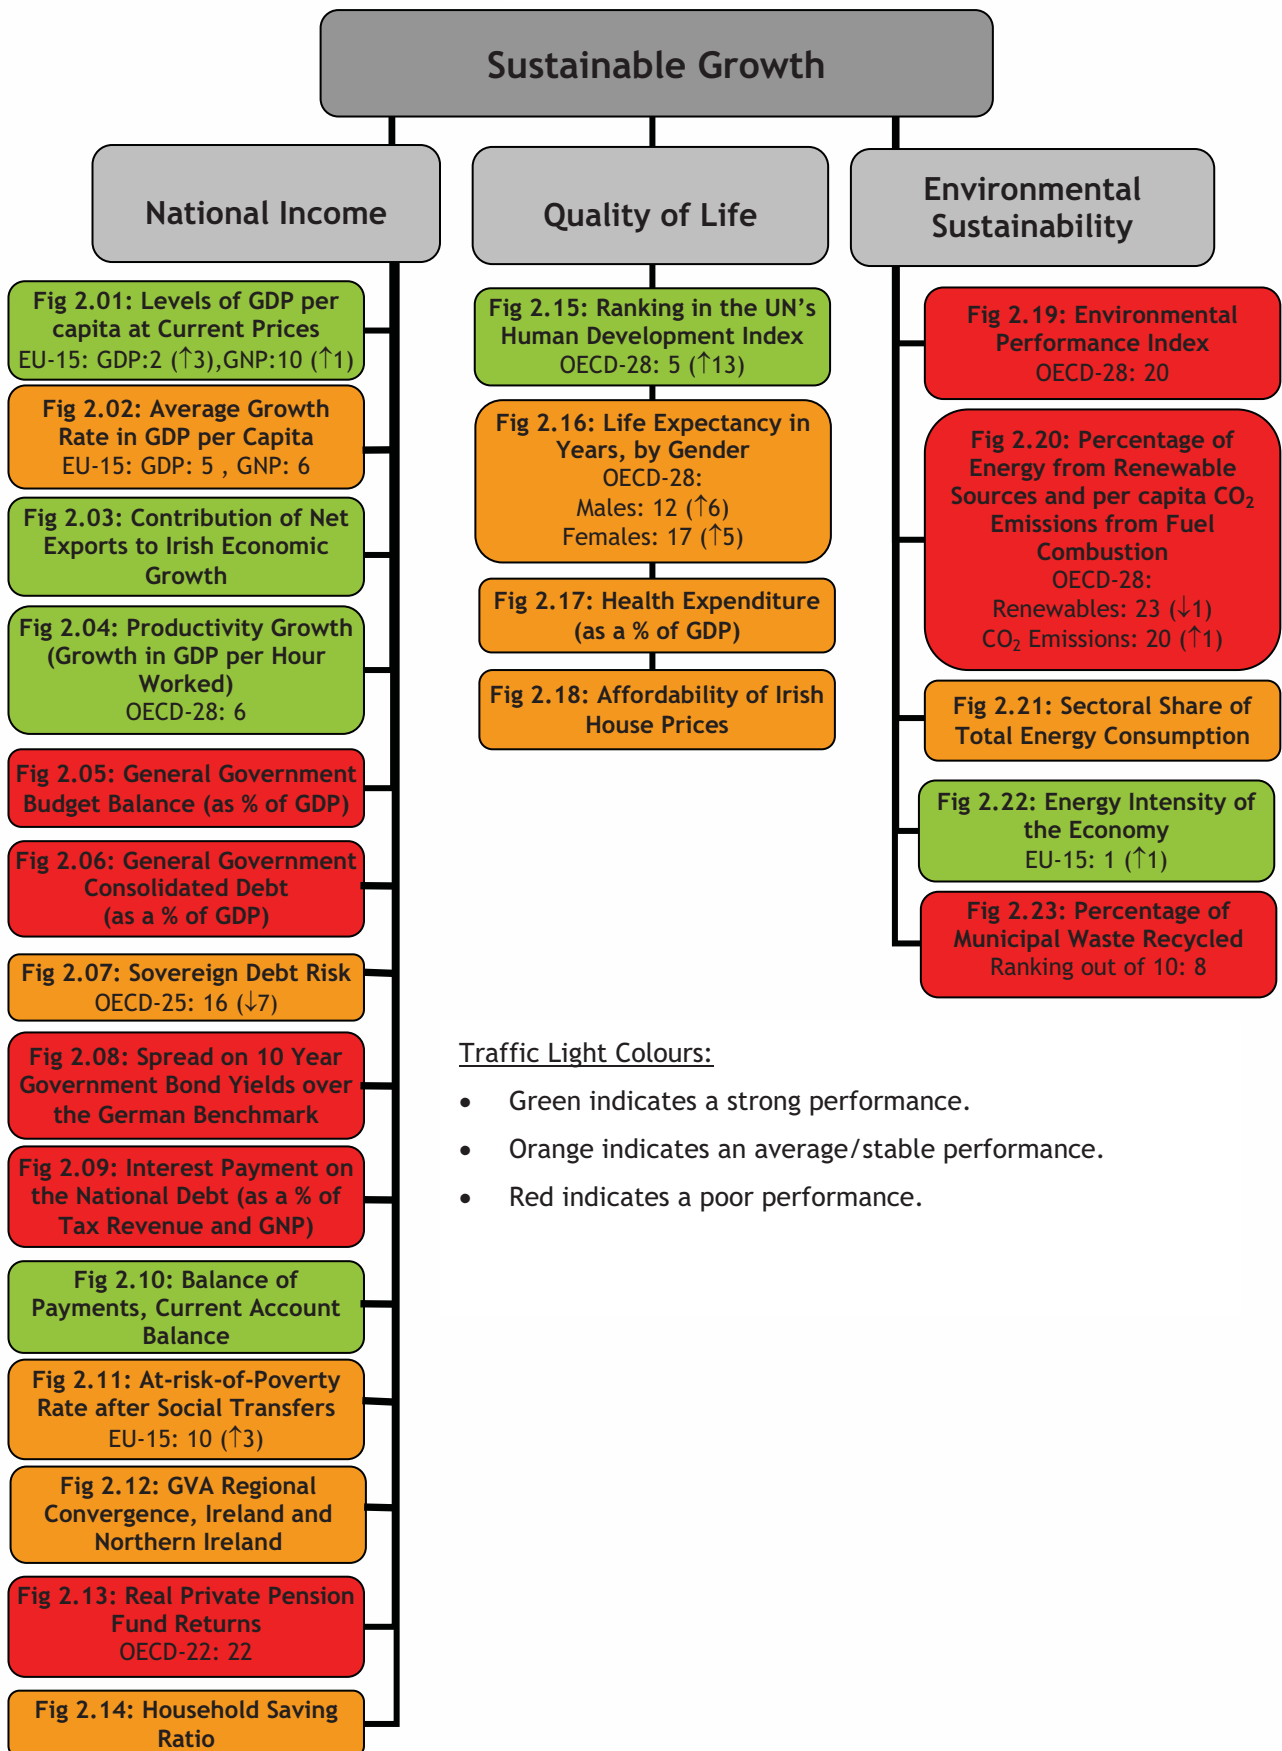 Sustainable Growth
National Income
Fig 2.01: Levels of GDP per
capita at Current Prices
EU-15: GDP:2 (↑3),GNP:10 (↑1)
Fig 2.02: Average Growth
Rate in GDP per Capita
EU-15: GDP: 5 , GNP: 6
Fig 2.03: Contribution of Net
Exports to Irish Economic
Growth
Fig 2.04: Productivity Growth
(Growth in GDP per Hour
Worked)
OECD-28: 6
Fig 2.05: General Government
Budget Balance (as % of GDP)
Fig 2.06: General Government
Consolidated Debt
(as a % of GDP)
Fig 2.07: Sovereign Debt Risk
OECD-25: 16 (↓7)
Fig 2.08: Spread on 10 Year
Government Bond Yields over
the German Benchmark
Fig 2.09: Interest Payment on
the National Debt (as a % of
Tax Revenue and GNP)
Fig 2.10: Balance of
Payments, Current Account
Balance
Fig 2.11: At-risk-of-Poverty
Rate after Social Transfers
EU-15: 10 (↑3)
Fig 2.12: GVA Regional
Convergence, Ireland and
Northern Ireland
Fig 2.13: Real Private Pension
Fund Returns
OECD-22: 22
Fig 2.14: Household Saving
Ratio
Quality of Life
Fig 2.15: Ranking in the UN’s
Human Development Index
OECD-28: 5 (↑13)
Fig 2.16: Life Expectancy in
Years, by Gender
OECD-28:
Males: 12 (↑6)
Females: 17 (↑5)
Fig 2.17: Health Expenditure
(as a % of GDP)
Fig 2.18: Affordability of Irish
House Prices
Environmental
Sustainability
Fig 2.19: Environmental
Performance Index
OECD-28: 20
Fig 2.20: Percentage of
Energy from Renewable
Sources and per capita CO₂
Emissions from Fuel
Combustion
OECD-28:
Renewables: 23 (↓1)
CO₂ Emissions: 20 (↑1)
Fig 2.21: Sectoral Share of
Total Energy Consumption
Fig 2.22: Energy Intensity of
the Economy
EU-15: 1 (↑1)
Fig 2.23: Percentage of
Municipal Waste Recycled
Ranking out of 10: 8
Traffic Light Colours:
• Green indicates a strong performance.
• Orange indicates an average/stable performance.
• Red indicates a poor performance.